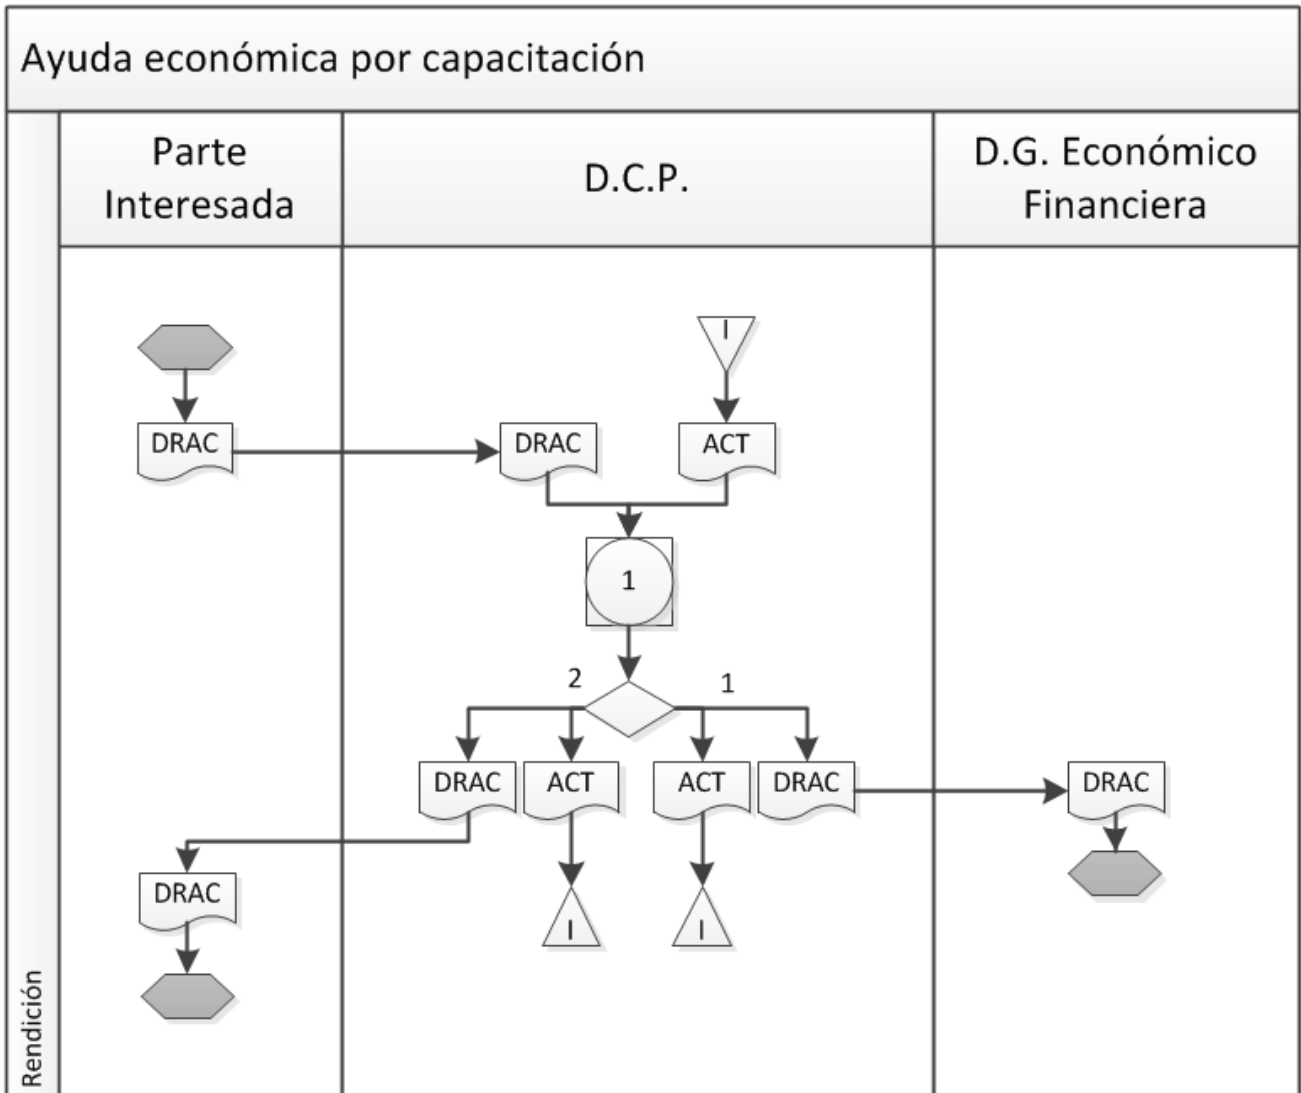 Ayuda económica por capacitación
Parte
Interesada
D.C.P.
D.G. Económico
Financiera
I
DRAC
DRAC
ACT
1
2
1
DRAC
ACT
ACT
DRAC
DRAC
DRAC
I
I
Rendición